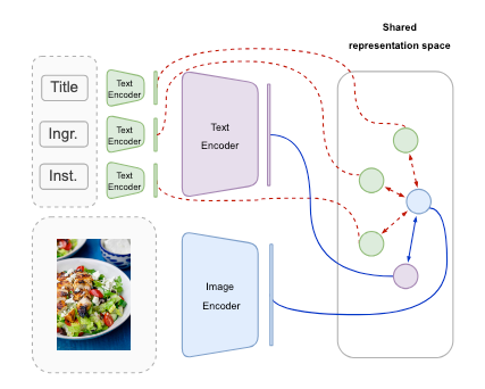 Shared
representation space
Title
Text
Encoder
Ingr.
Text
Encoder
Inst.
Text
Encoder
Text
Encoder
Image
Encoder